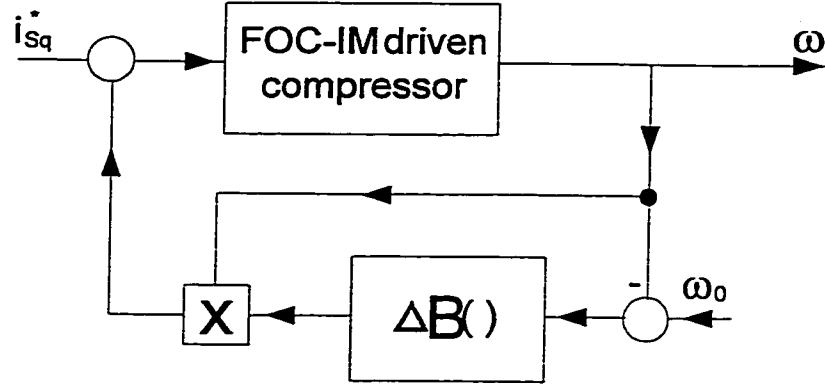 i*Sq
FOC-IM driven
compressor
ω
-
ω0
ΔB()
X